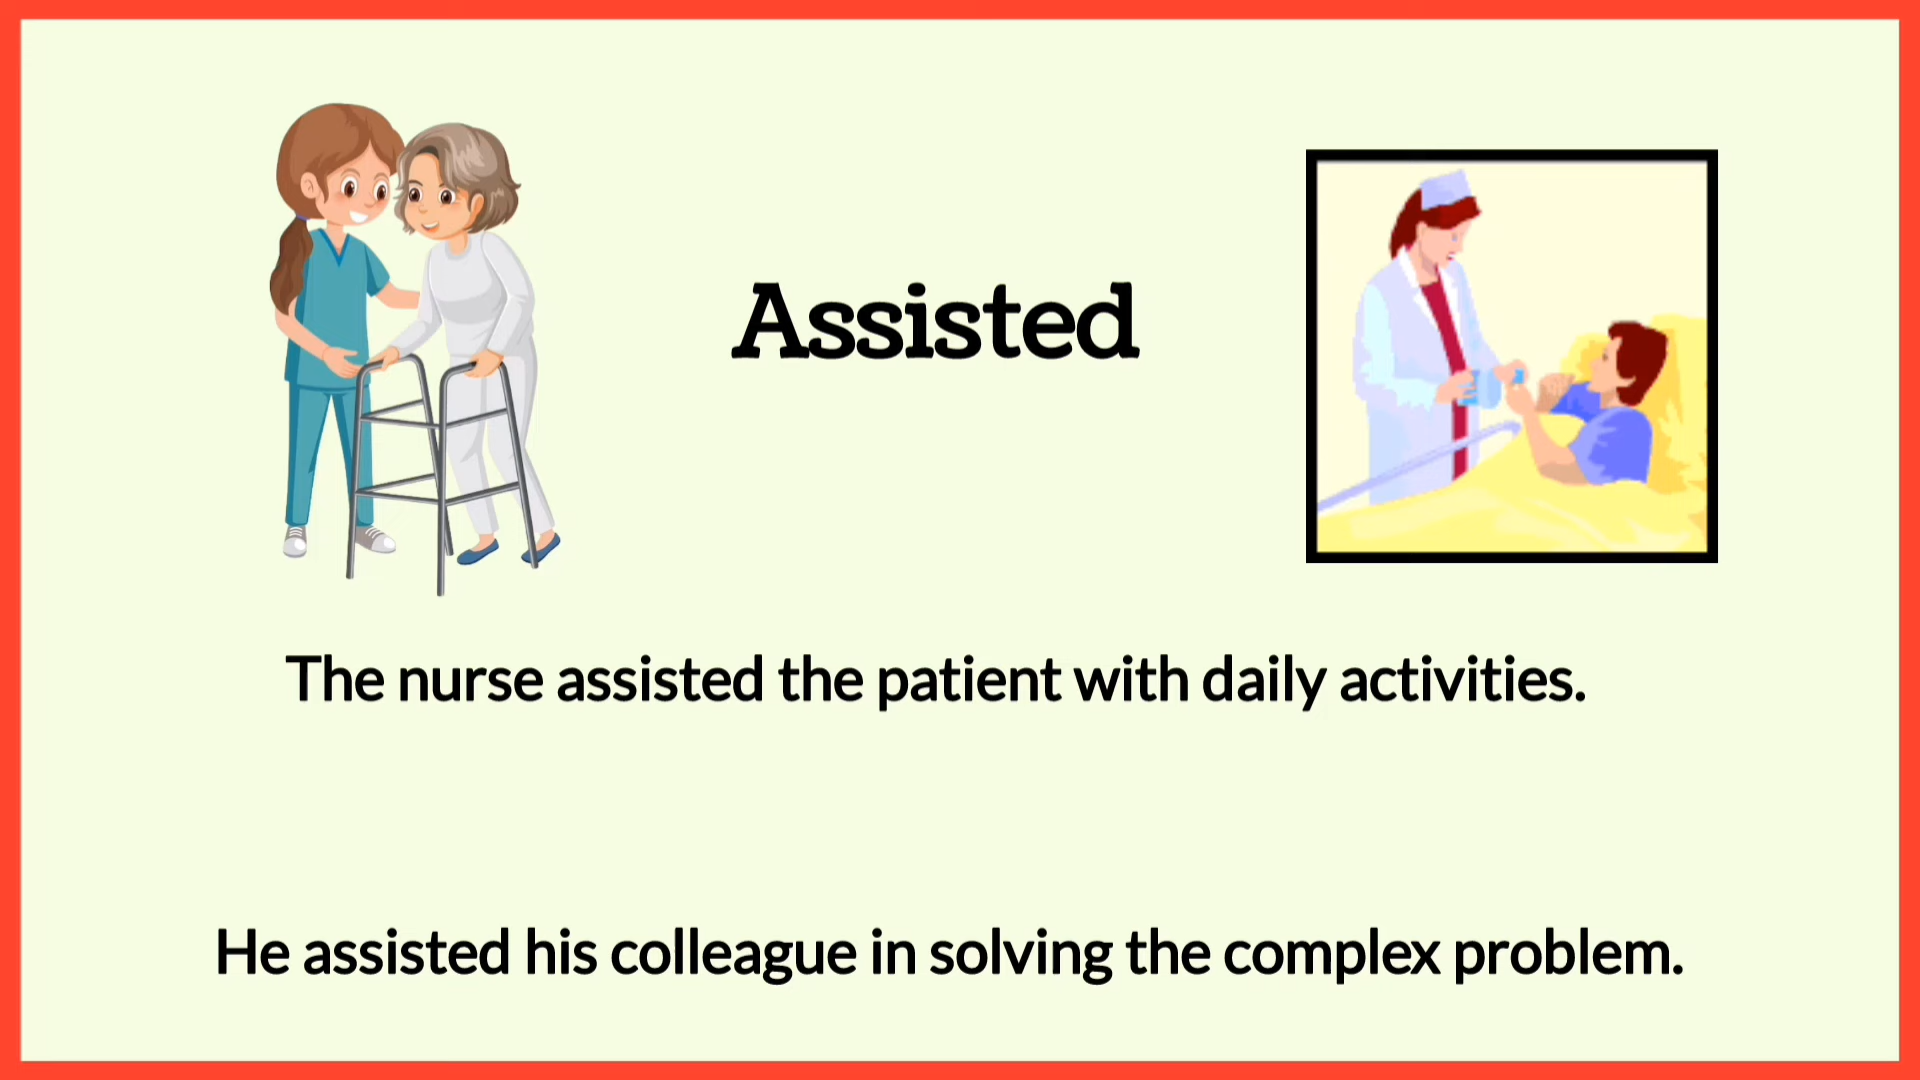 Assisted
The nurse assisted the patient with daily activities.
He assisted his colleague in solving the complex problem.